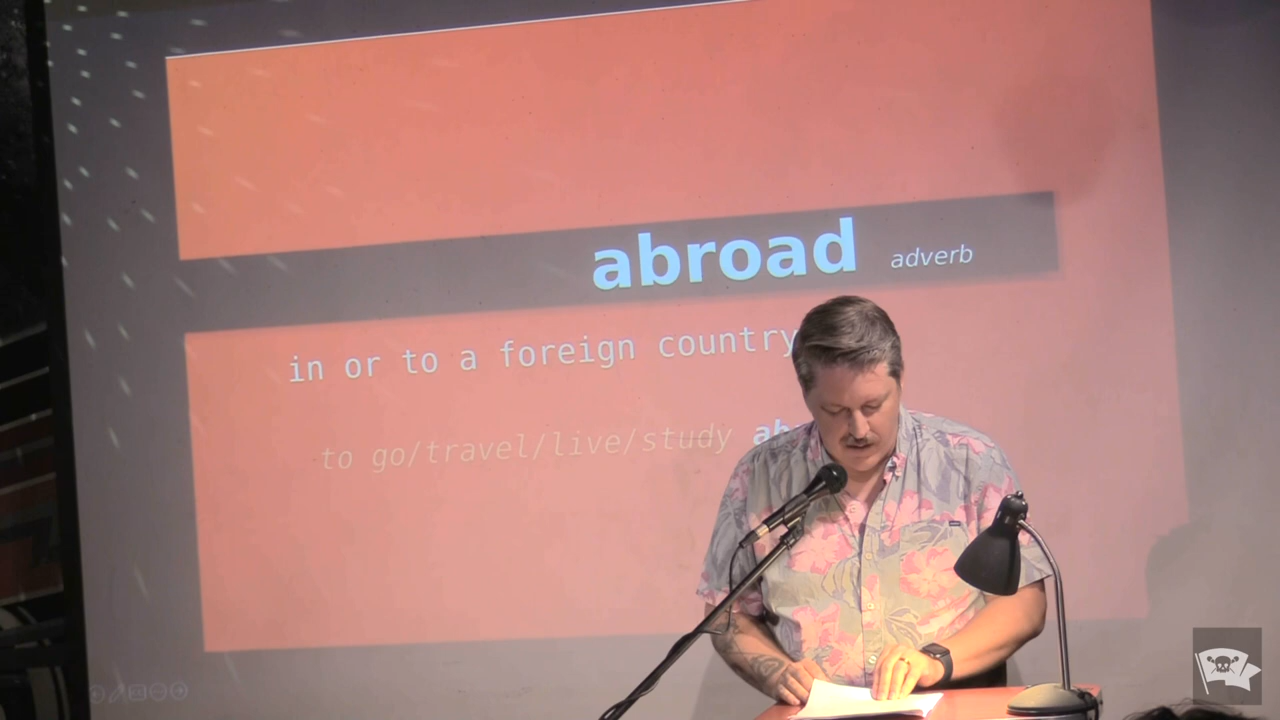 abroad adverb
in or to a foreign country
to go/travel/live/study